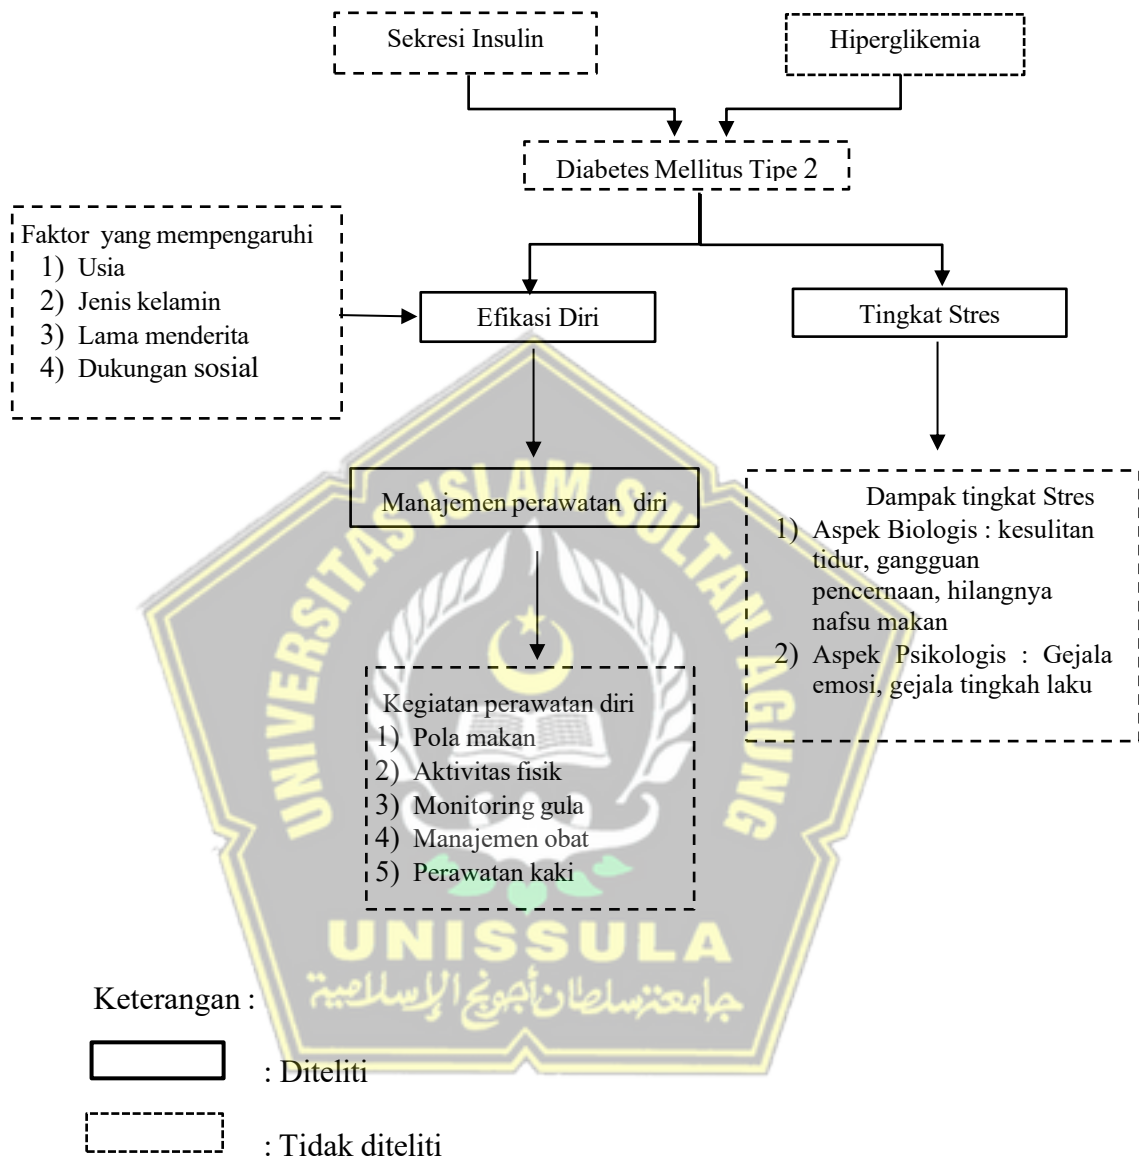 Sekresi Insulin
Hiperglikemia
Diabetes Mellitus Tipe 2
Faktor yang mempengaruhi
1) Usia
2) Jenis kelamin
3) Lama menderita
4) Dukungan sosial
Efikasi Diri
Tingkat Stres
Manajemen perawatan diri
Dampak tingkat Stres
1) Aspek Biologis : kesulitan
tidur, gangguan
pencernaan, hilangnya
nafsu makan
2) Aspek Psikologis : Gejala
emosi, gejala tingkah laku
Kegiatan perawatan diri
1) Pola makan
2) Aktivitas fisik
3) Monitoring gula
4) Manajemen obat
5) Perawatan kaki
UNIVERSITAS ISLAM SULTAN AGUNG
UNISSULA
جامعة سلطان أجونج الإسلامية
Keterangan :
: Diteliti
: Tidak diteliti